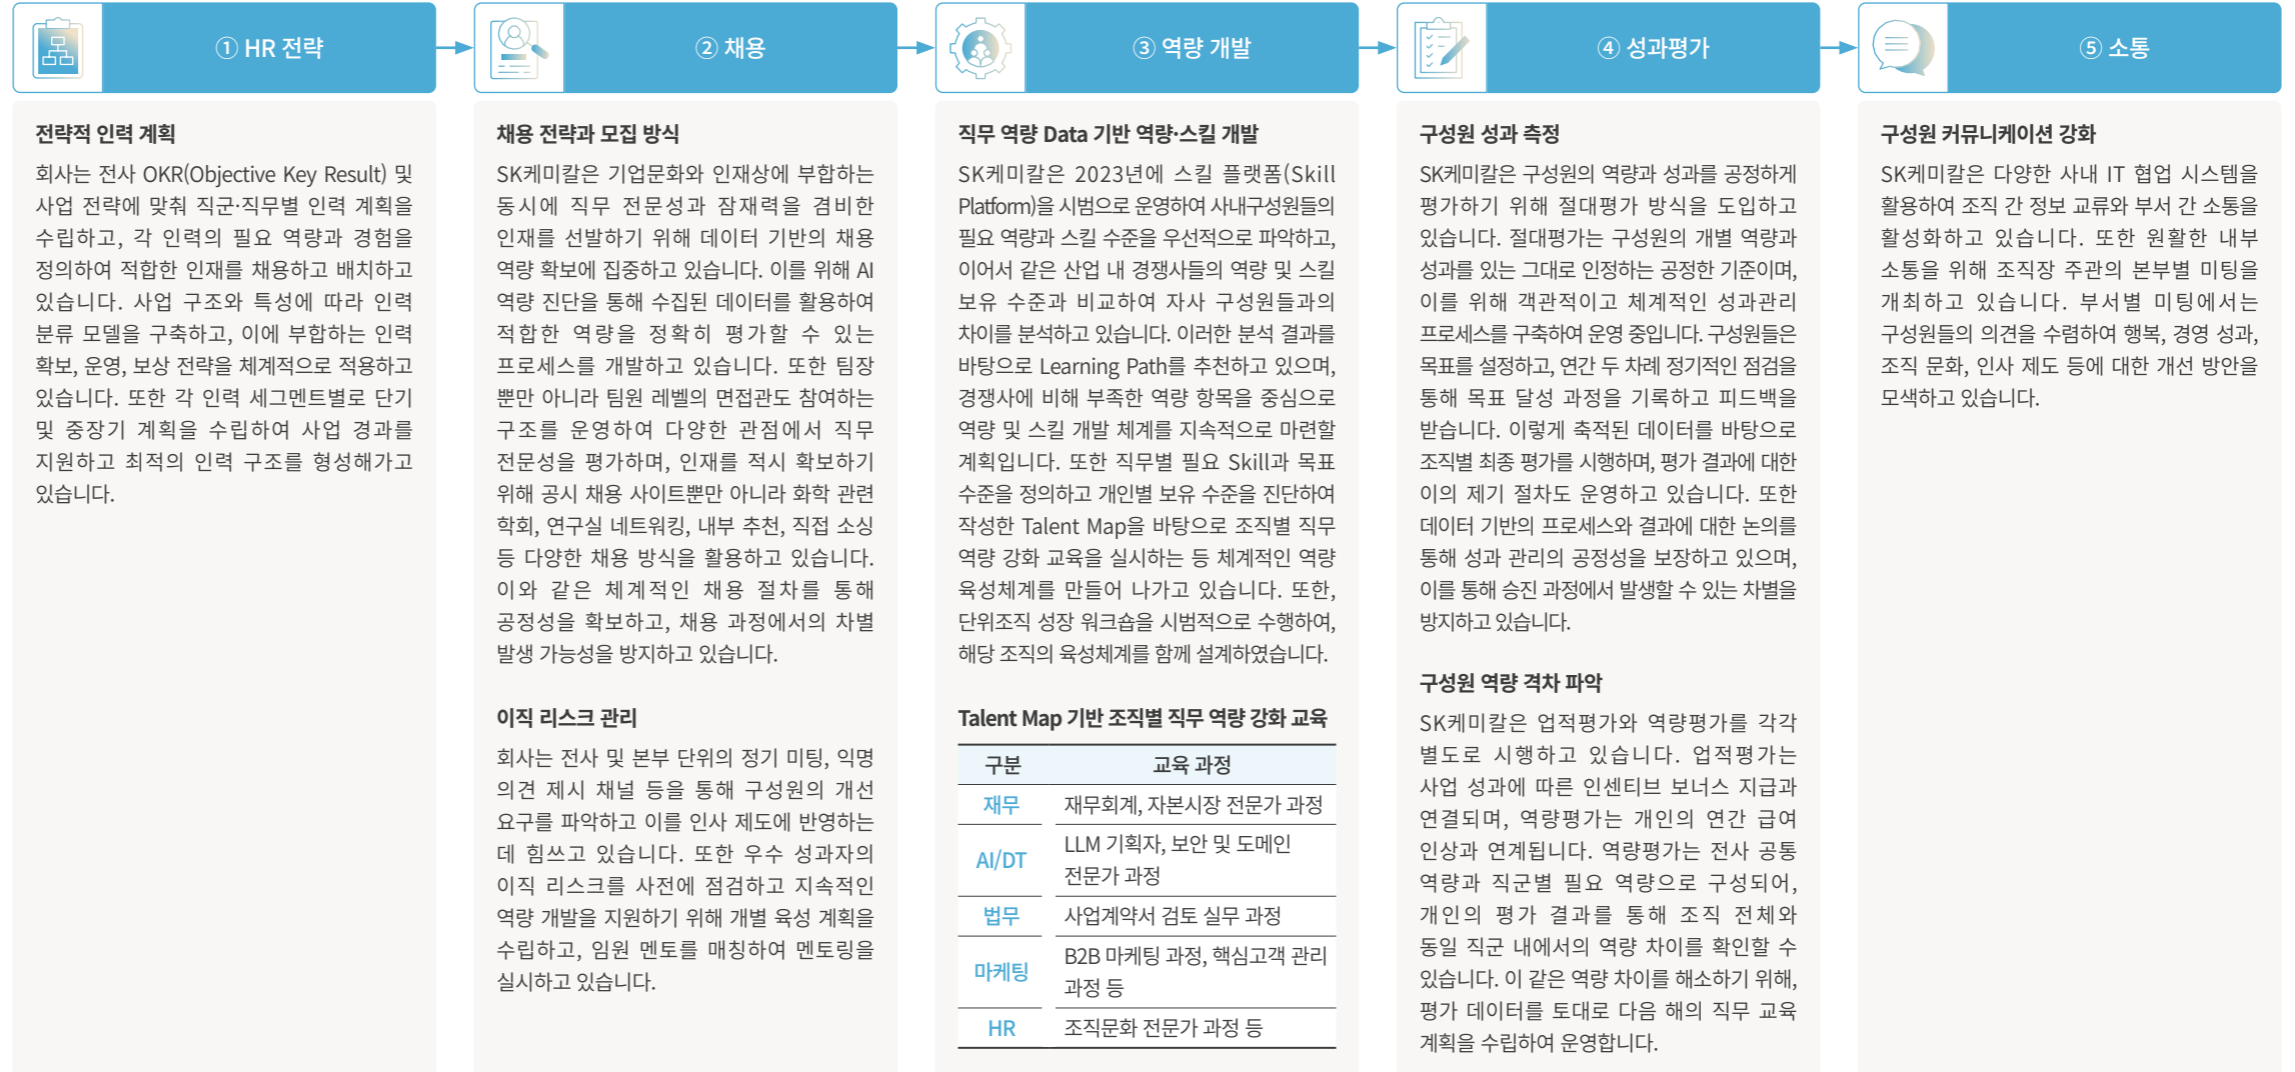 ① HR 전략
전략적 인력 계획
회사는 전사 OKR(Objective Key Result) 및
사업 전략에 맞춰 직군·직무별 인력 계획을
수립하고, 각 인력의 필요 역량과 경험을
정의하여 적합한 인재를 채용하고 배치하고
있습니다. 사업 구조와 특성에 따라 인력
분류 모델을 구축하고, 이에 부합하는 인력
확보, 운영, 보상 전략을 체계적으로 적용하고
있습니다. 또한 각 인력 세그멘트별로 단기
및 중장기 계획을 수립하여 사업 경과를
지원하고 최적의 인력 구조를 형성해가고
있습니다.
② 채용
채용 전략과 모집 방식
SK케미칼은 기업문화와 인재상에 부합하는
동시에 직무 전문성과 잠재력을 겸비한
인재를 선발하기 위해 데이터 기반의 채용
역량 확보에 집중하고 있습니다. 이를 위해 AI
역량 진단을 통해 수집된 데이터를 활용하여
적합한 역량을 정확히 평가할 수 있는
프로세스를 개발하고 있습니다. 또한 팀장
뿐만 아니라 팀원 레벨의 면접관도 참여하는
구조를 운영하여 다양한 관점에서 직무
전문성을 평가하며, 인재를 적시 확보하기
위해 공시 채용 사이트뿐만 아니라 화학 관련
학회, 연구실 네트워킹, 내부 추천, 직접 소싱
등 다양한 채용 방식을 활용하고 있습니다.
이와 같은 체계적인 채용 절차를 통해
공정성을 확보하고, 채용 과정에서의 차별
발생 가능성을 방지하고 있습니다.
이직 리스크 관리
회사는 전사 및 본부 단위의 정기 미팅, 익명
의견 제시 채널 등을 통해 구성원의 개선
요구를 파악하고 이를 인사 제도에 반영하는
데 힘쓰고 있습니다. 또한 우수 성과자의
이직 리스크를 사전에 점검하고 지속적인
역량 개발을 지원하기 위해 개별 육성 계획을
수립하고, 임원 멘토를 매칭하여 멘토링을
실시하고 있습니다.
③ 역량 개발
직무 역량 Data 기반 역량·스킬 개발
SK케미칼은 2023년에 스킬 플랫폼(Skill
Platform)을 시범으로 운영하여 사내구성원들의
필요 역량과 스킬 수준을 우선적으로 파악하고,
이어서 같은 산업 내 경쟁사들의 역량 및 스킬
보유 수준과 비교하여 자사 구성원들과의
차이를 분석하고 있습니다. 이러한 분석 결과를
바탕으로 Learning Path를 추천하고 있으며,
경쟁사에 비해 부족한 역량 항목을 중심으로
역량 및 스킬 개발 체계를 지속적으로 마련할
계획입니다. 또한 직무별 필요 Skill과 목표
수준을 정의하고 개인별 보유 수준을 진단하여
작성한 Talent Map을 바탕으로 조직별 직무
역량 강화 교육을 실시하는 등 체계적인 역량
육성체계를 만들어 나가고 있습니다. 또한,
단위조직 성장 워크숍을 시범적으로 수행하여,
해당 조직의 육성체계를 함께 설계하였습니다.
Talent Map 기반 조직별 직무 역량 강화 교육
구분 교육 과정
재무 재무회계, 자본시장 전문가 과정
AI/DT LLM 기획자, 보안 및 도메인
전문가 과정
법무 사업계약서 검토 실무 과정
마케팅 B2B 마케팅 과정, 핵심고객 관리
과정 등
HR 조직문화 전문가 과정 등
④ 성과평가
구성원 성과 측정
SK케미칼은 구성원의 역량과 성과를 공정하게
평가하기 위해 절대평가 방식을 도입하고
있습니다. 절대평가는 구성원의 개별 역량과
성과를 있는 그대로 인정하는 공정한 기준이며,
이를 위해 객관적이고 체계적인 성과관리
프로세스를 구축하여 운영 중입니다. 구성원들은
목표를 설정하고, 연간 두 차례 정기적인 점검을
통해 목표 달성 과정을 기록하고 피드백을
받습니다. 이렇게 축적된 데이터를 바탕으로
조직별 최종 평가를 시행하며, 평가 결과에 대한
이의 제기 절차도 운영하고 있습니다. 또한
데이터 기반의 프로세스와 결과에 대한 논의를
통해 성과 관리의 공정성을 보장하고 있으며,
이를 통해 승진 과정에서 발생할 수 있는 차별을
방지하고 있습니다.
구성원 역량 격차 파악
SK케미칼은 업적평가와 역량평가를 각각
별도로 시행하고 있습니다. 업적평가는
사업 성과에 따른 인센티브 보너스 지급과
연결되며, 역량평가는 개인의 연간 급여
인상과 연계됩니다. 역량평가는 전사 공통
역량과 직군별 필요 역량으로 구성되어,
개인의 평가 결과를 통해 조직 전체와
동일 직군 내에서의 역량 차이를 확인할 수
있습니다. 이 같은 역량 차이를 해소하기 위해,
평가 데이터를 토대로 다음 해의 직무 교육
계획을 수립하여 운영합니다.
⑤ 소통
구성원 커뮤니케이션 강화
SK케미칼은 다양한 사내 IT 협업 시스템을
활용하여 조직 간 정보 교류와 부서 간 소통을
활성화하고 있습니다. 또한 원활한 내부
소통을 위해 조직장 주관의 본부별 미팅을
개최하고 있습니다. 부서별 미팅에서는
구성원들의 의견을 수렴하여 행복, 경영 성과,
조직 문화, 인사 제도 등에 대한 개선 방안을
모색하고 있습니다.